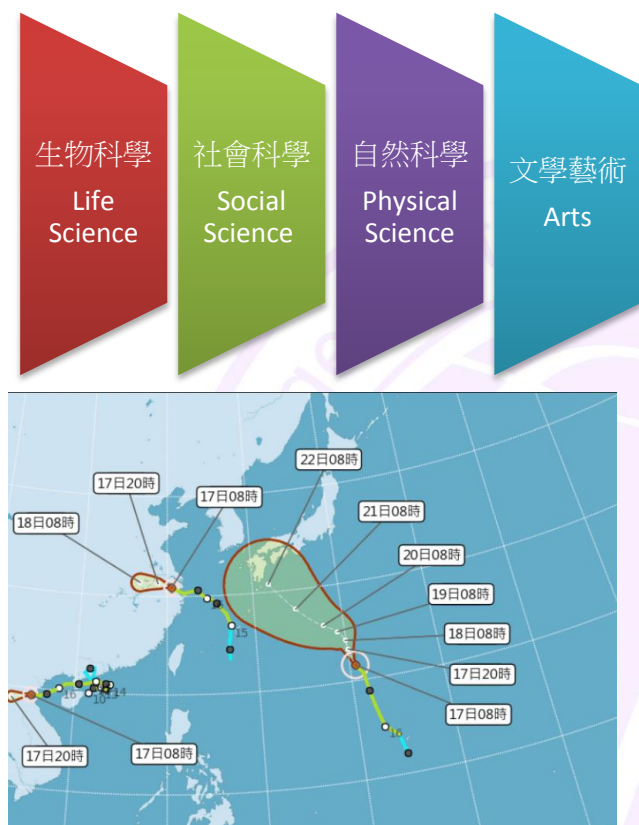 生物科學
Life
Science
社會科學
Social
Science
自然科學
Physical
Science
文學藝術
Arts
22日08時
17日20時
17日08時
21日08時
18日08時
20日08時
19日08時
15
18日08時
17日20時
16
14
10
17日08時
16
17日20時
17日08時